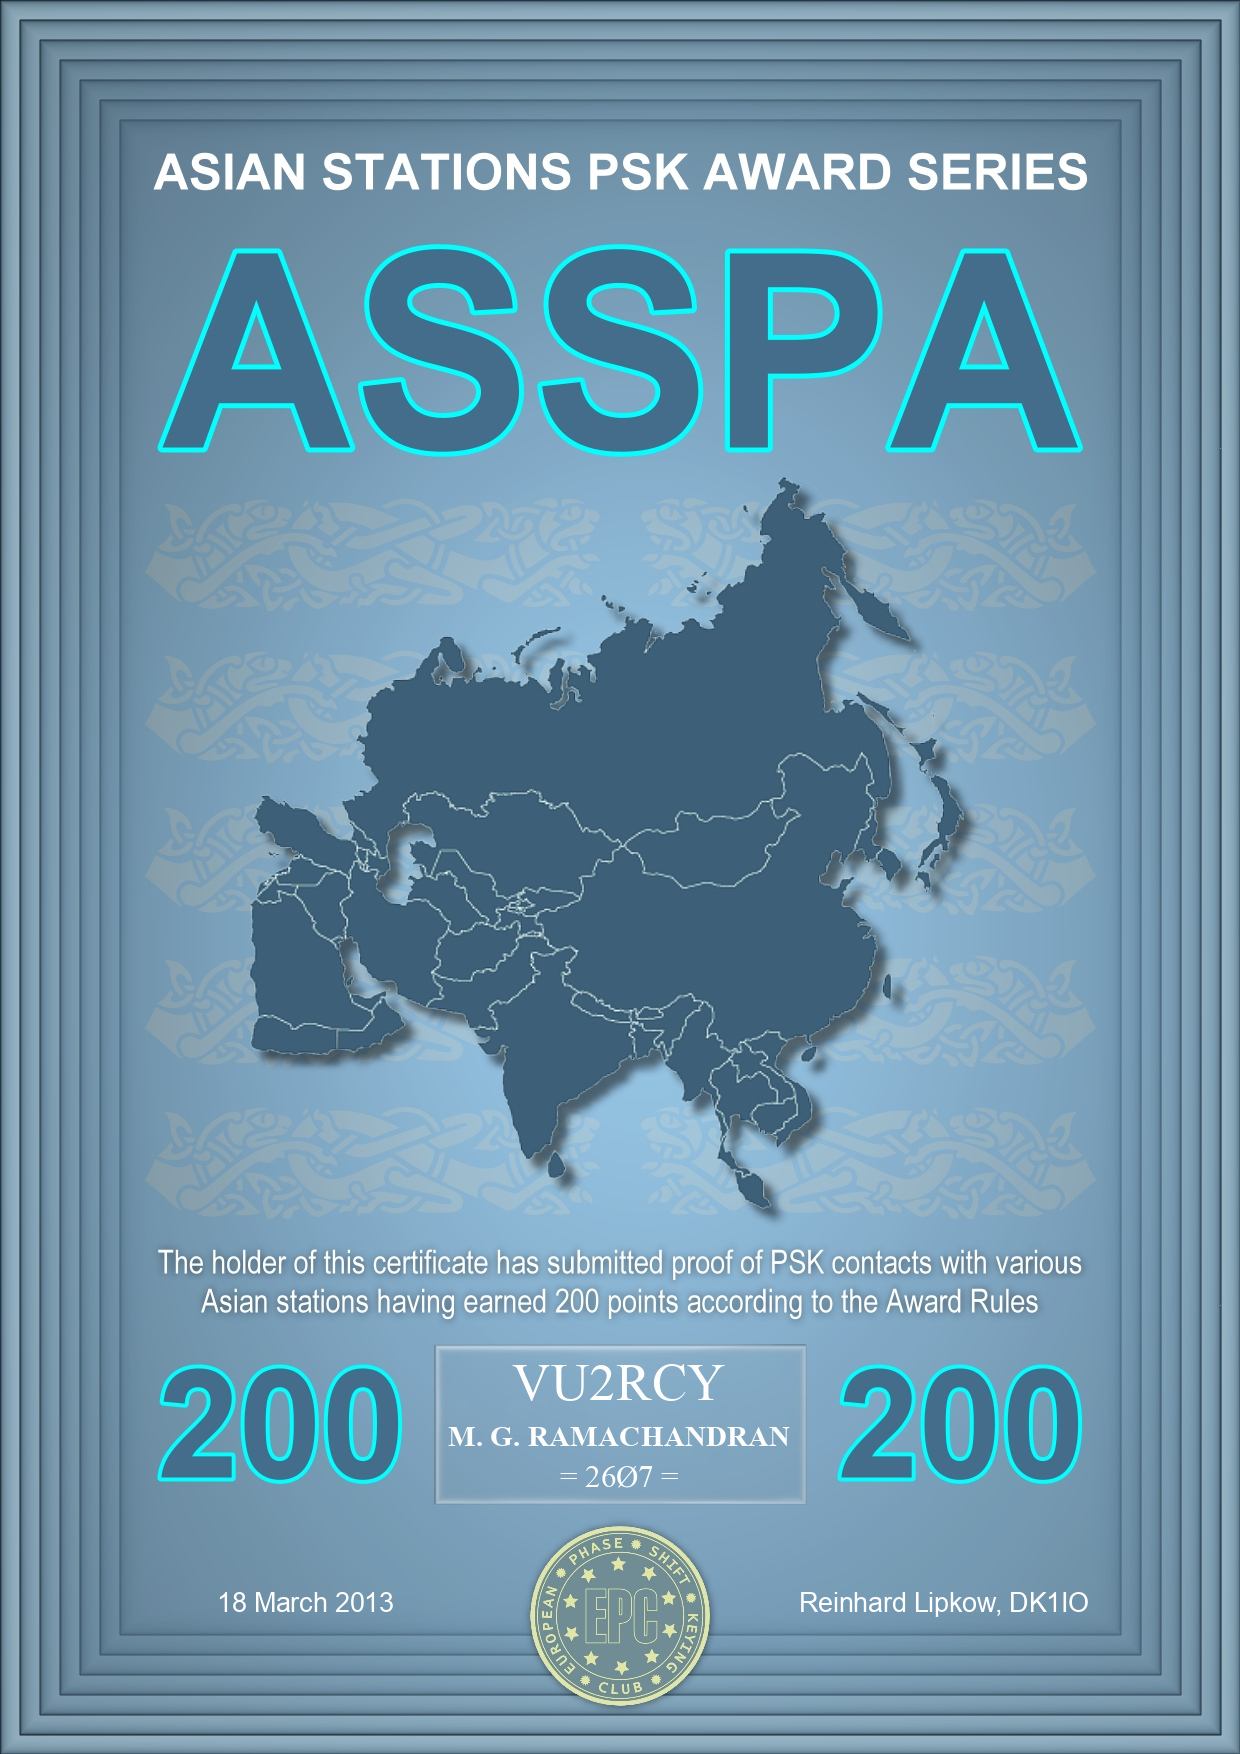 ASIAN STATIONS PSK AWARD SERIES
ASSPA
The holder of this certificate has submitted proof of PSK contacts with various
Asian stations having earned 200 points according to the Award Rules
200
VU2RCY
M. G. RAMACHANDRAN
= 26Ø7 =
200
EUROPEAN PHASE SHIFT KEYING CLUB
EPC
18 March 2013
Reinhard Lipkow, DK1IO